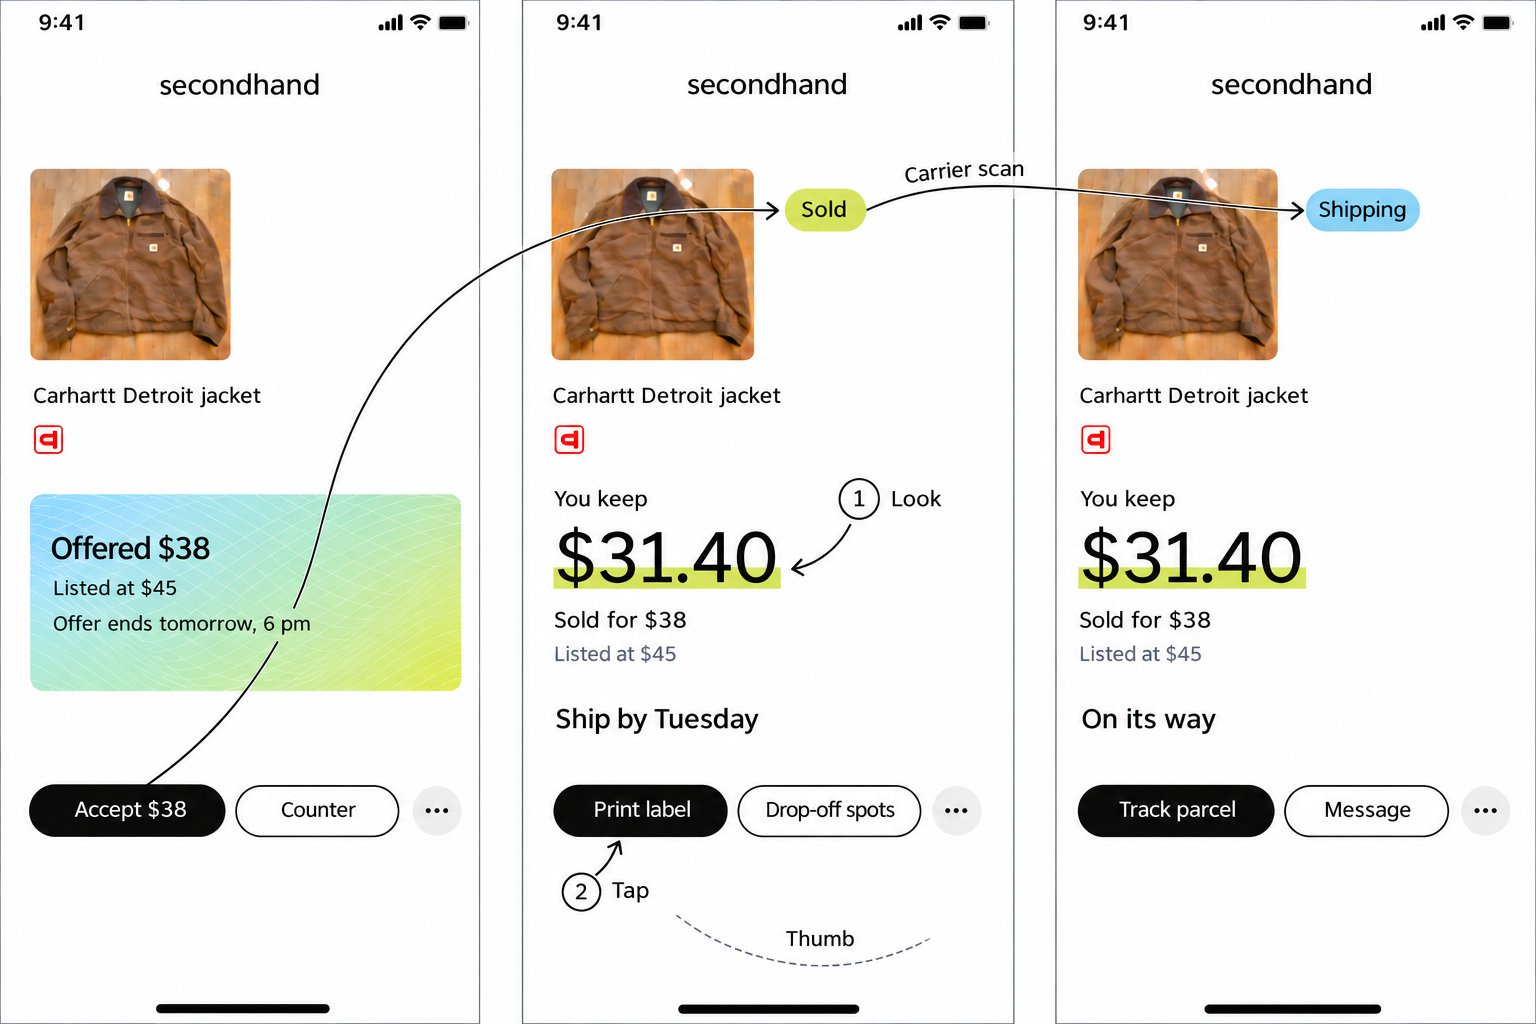 9:41
secondhand
Carhartt Detroit jacket
Offered $38
Listed at $45
Offer ends tomorrow, 6 pm
Accept $38
Counter
9:41
secondhand
Sold
Carrier scan
Carhartt Detroit jacket
You keep
1 Look
$31.40
Sold for $38
Listed at $45
Ship by Tuesday
Print label
Drop-off spots
2 Tap
Thumb
9:41
secondhand
Shipping
Carhartt Detroit jacket
You keep
$31.40
Sold for $38
Listed at $45
On its way
Track parcel
Message